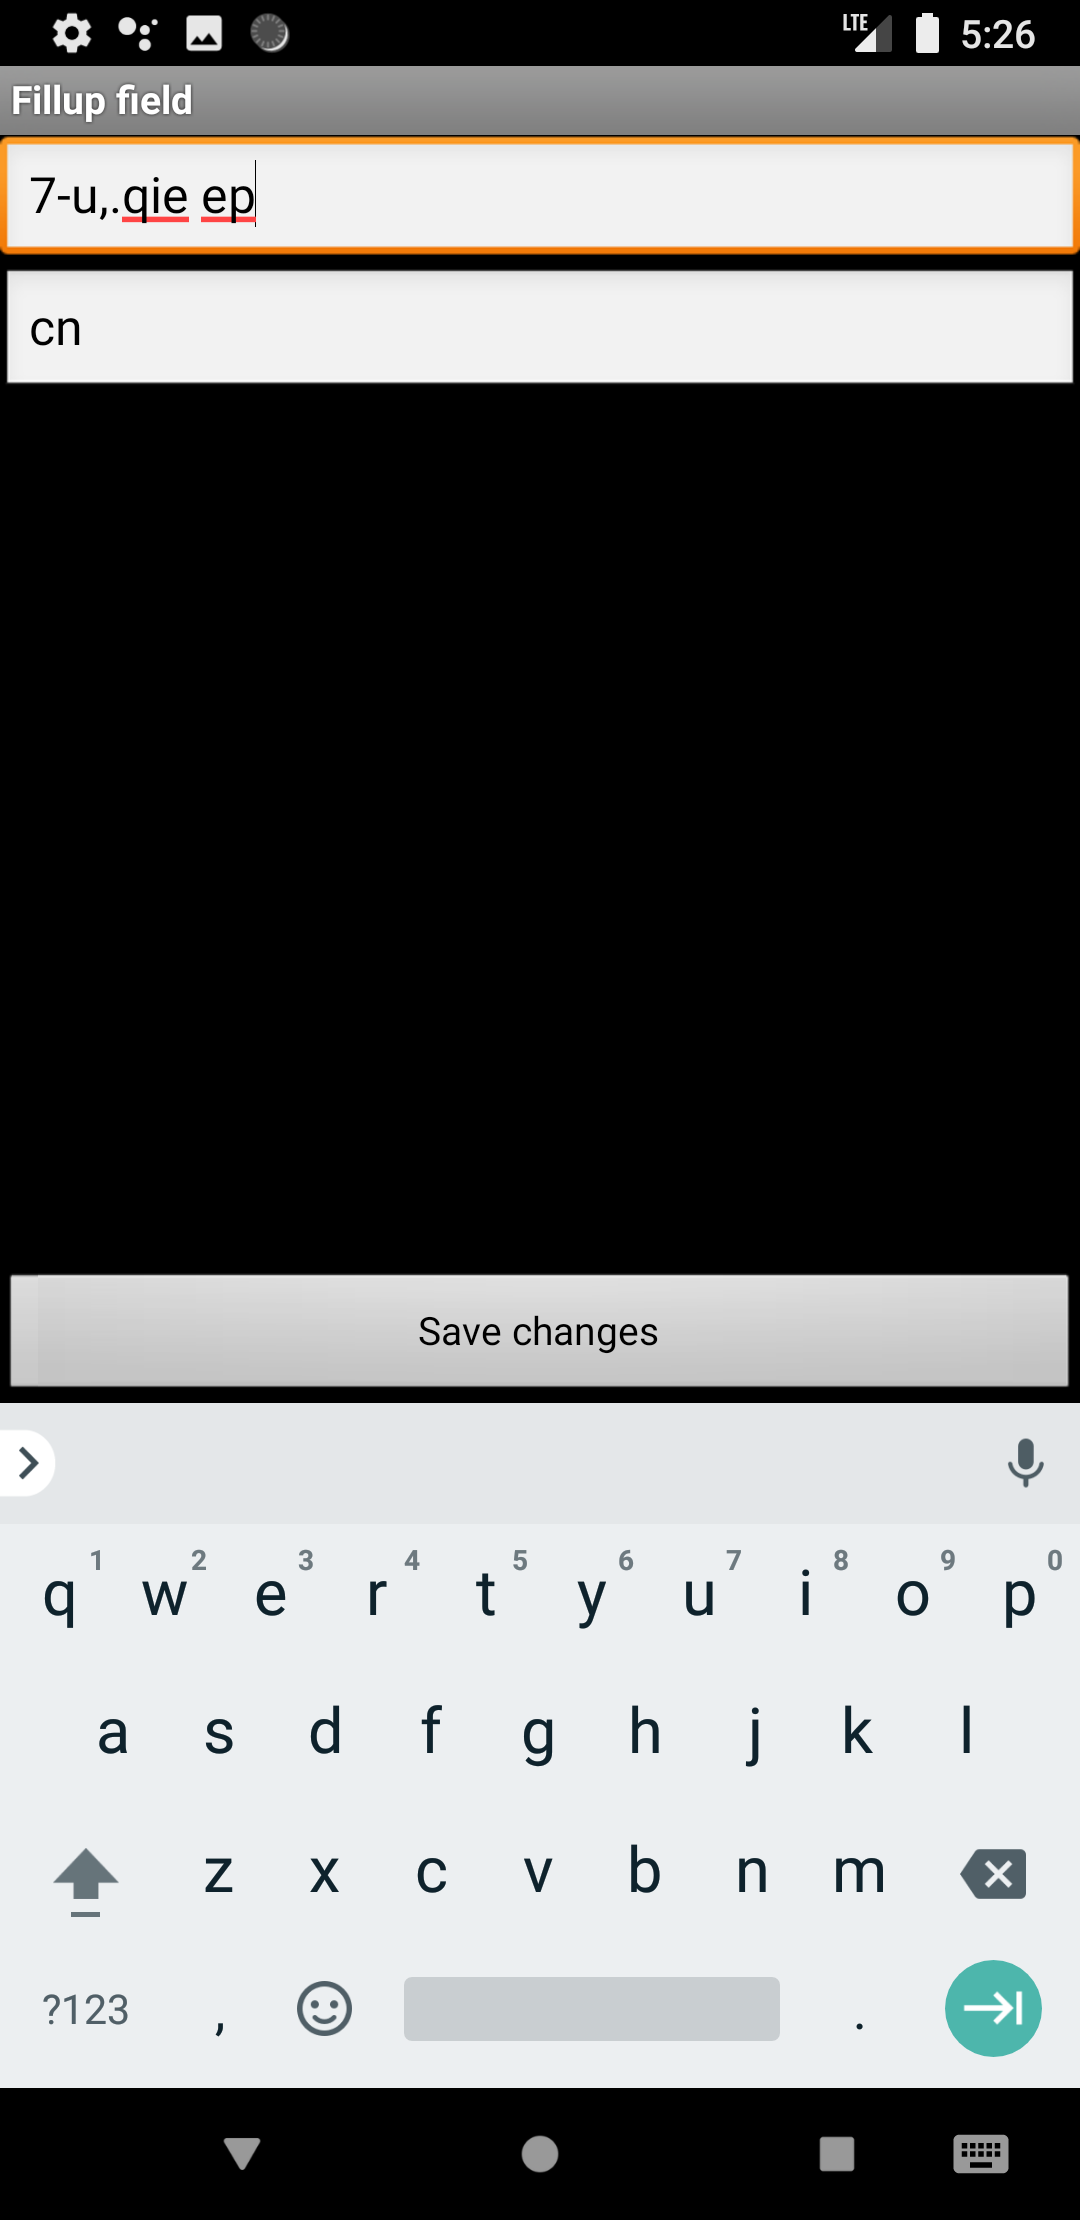 LTE 5:26
Fillup field
7-u,.qie ep
cn
Save changes
1 2 3 4 5 6 7 8 9 0
q w e r t y u i o p
a s d f g h j k l
z x c v b n m
?123 , .